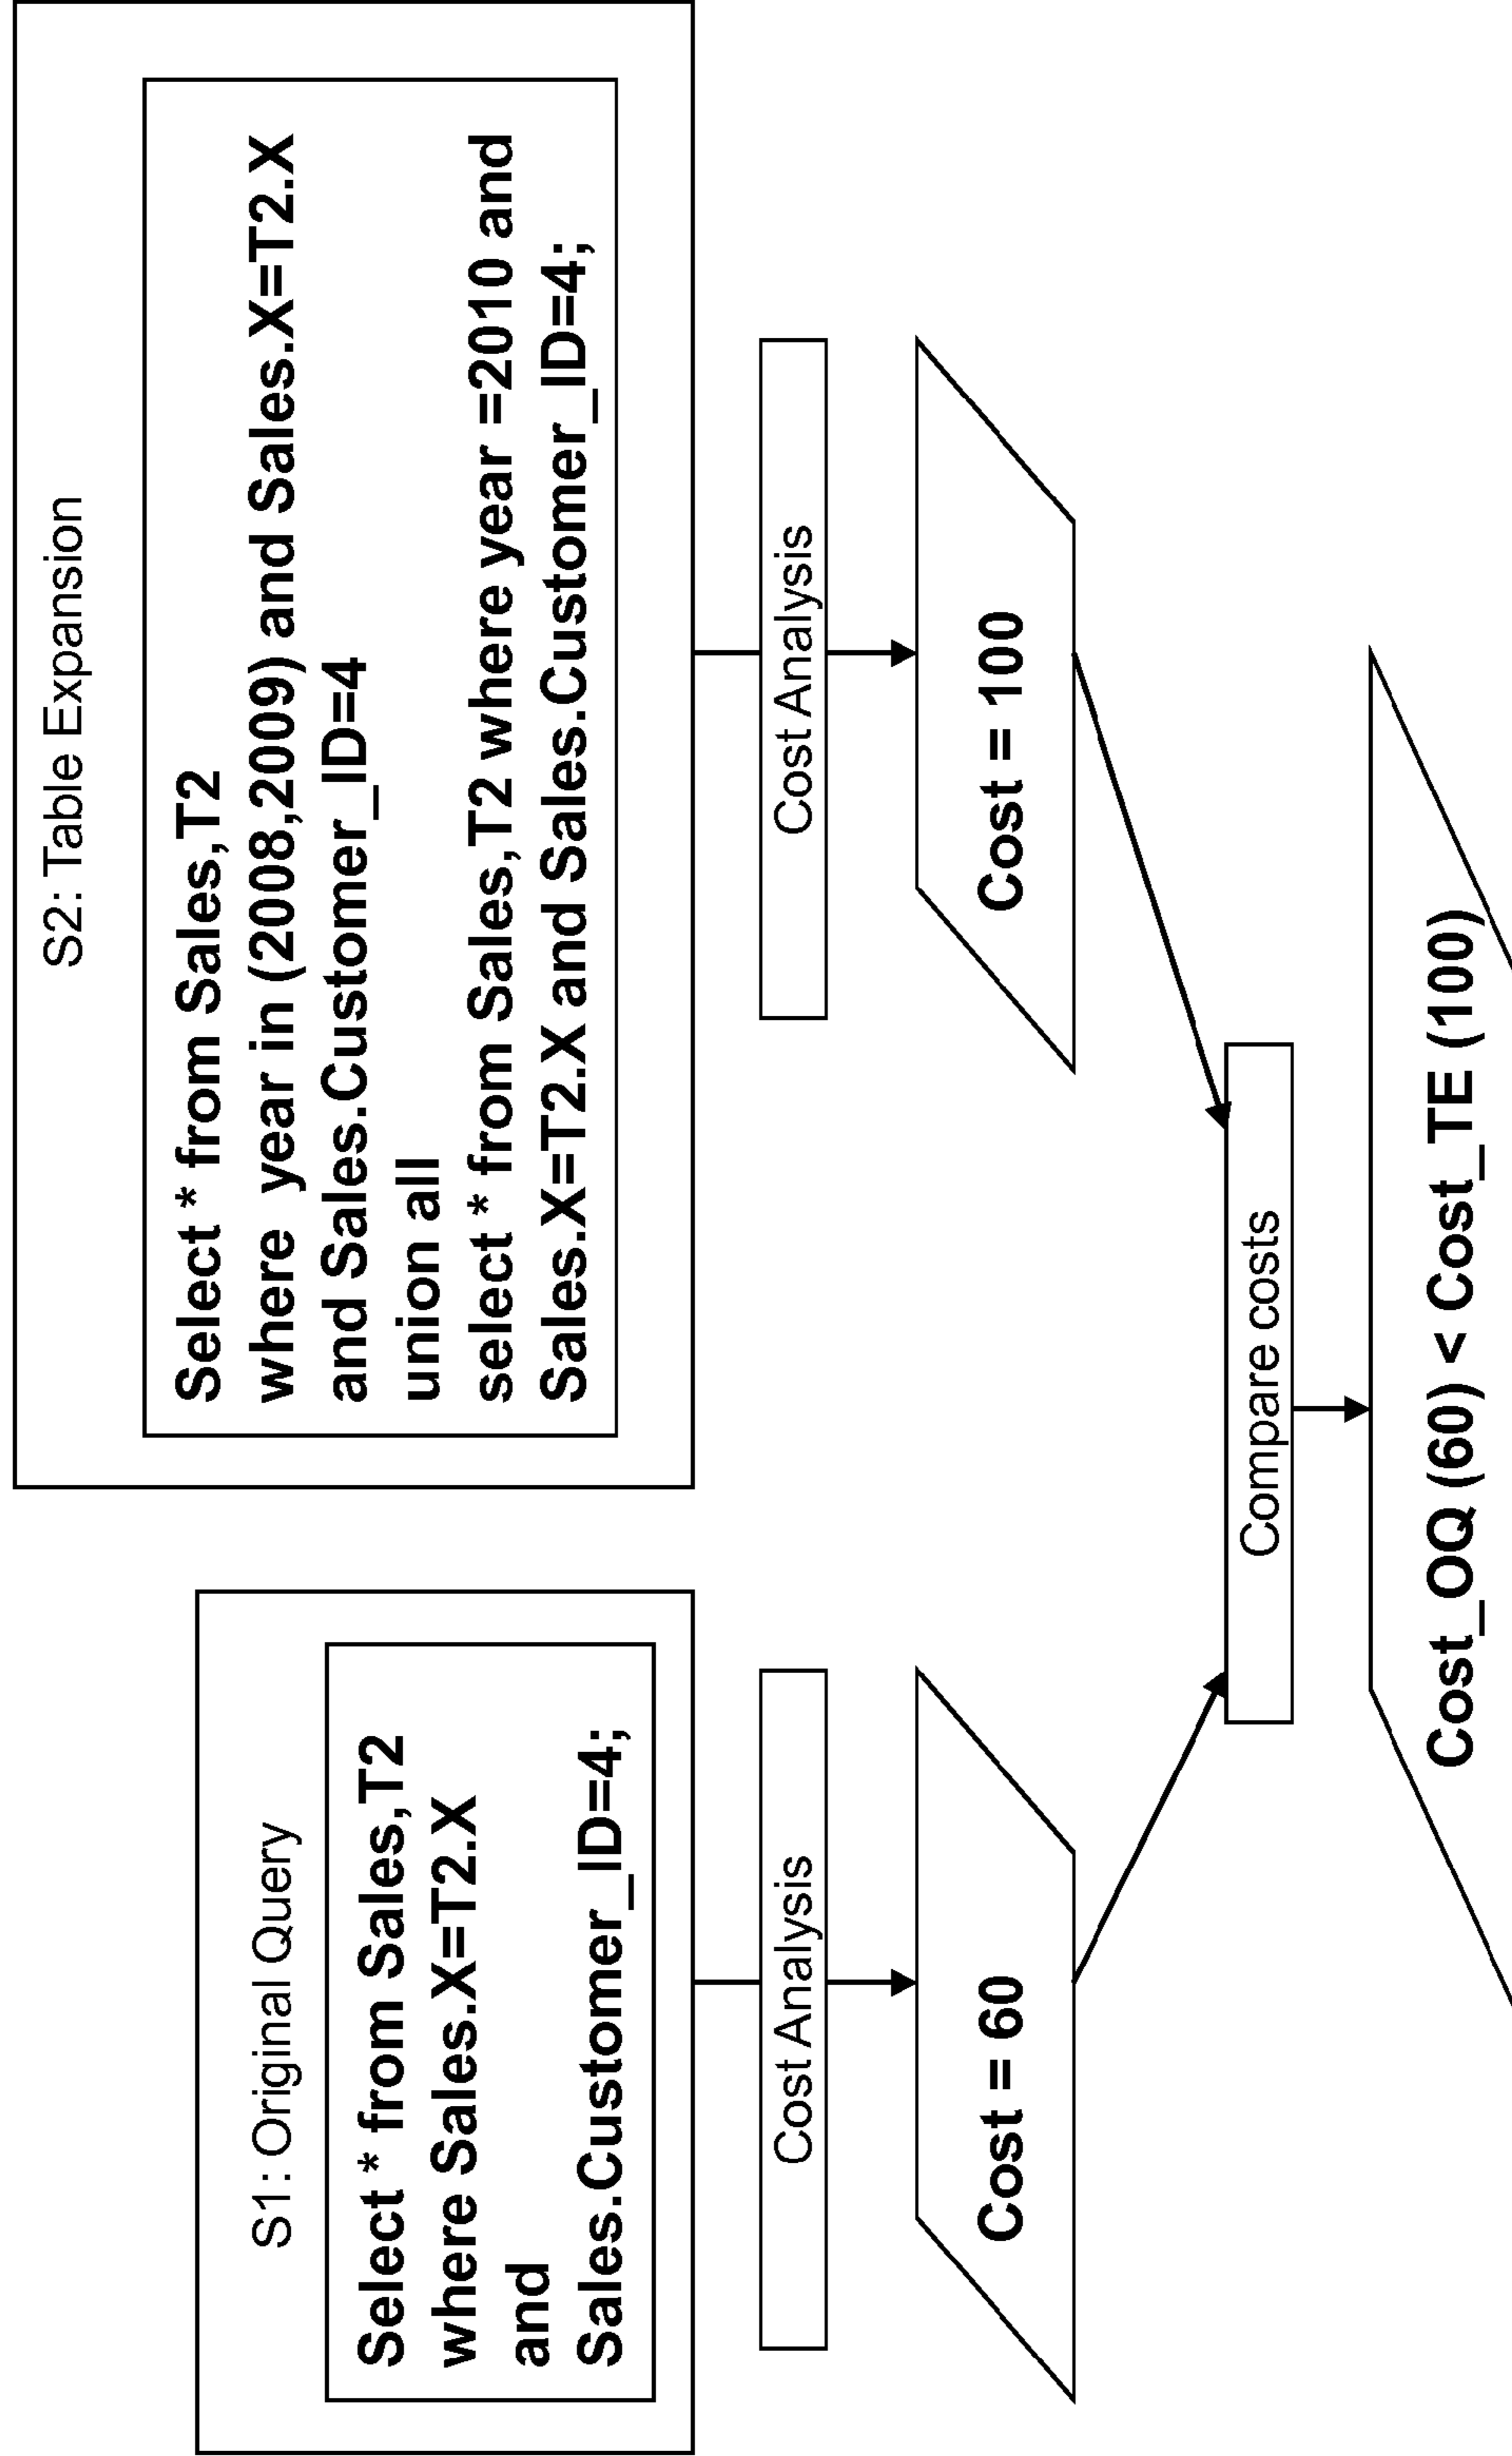 S1: Original Query
Select * from Sales,T2
where Sales.X=T2.X
and
Sales.Customer_ID=4;
Cost Analysis
Cost = 60
S2: Table Expansion
Select * from Sales,T2
where year in (2008,2009) and Sales.X=T2.X
and Sales.Customer_ID=4
union all
select * from Sales,T2 where year =2010 and
Sales.X=T2.X and Sales.Customer_ID=4;
Cost Analysis
Cost = 100
Compare costs
Cost_OQ (60) < Cost_TE (100)